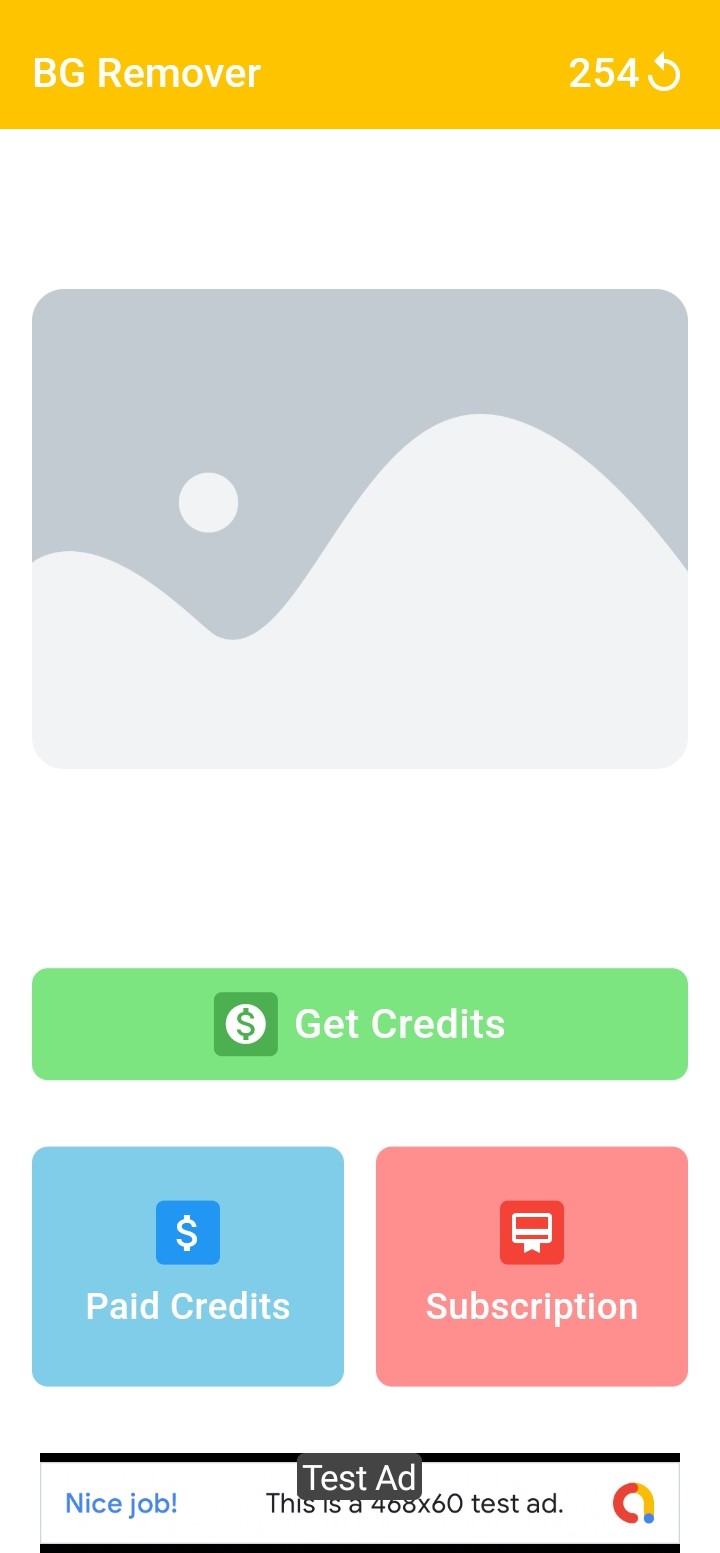 BG Remover 254
Get Credits
Paid Credits Subscription
Test Ad
Nice job! This is a 468x60 test ad.